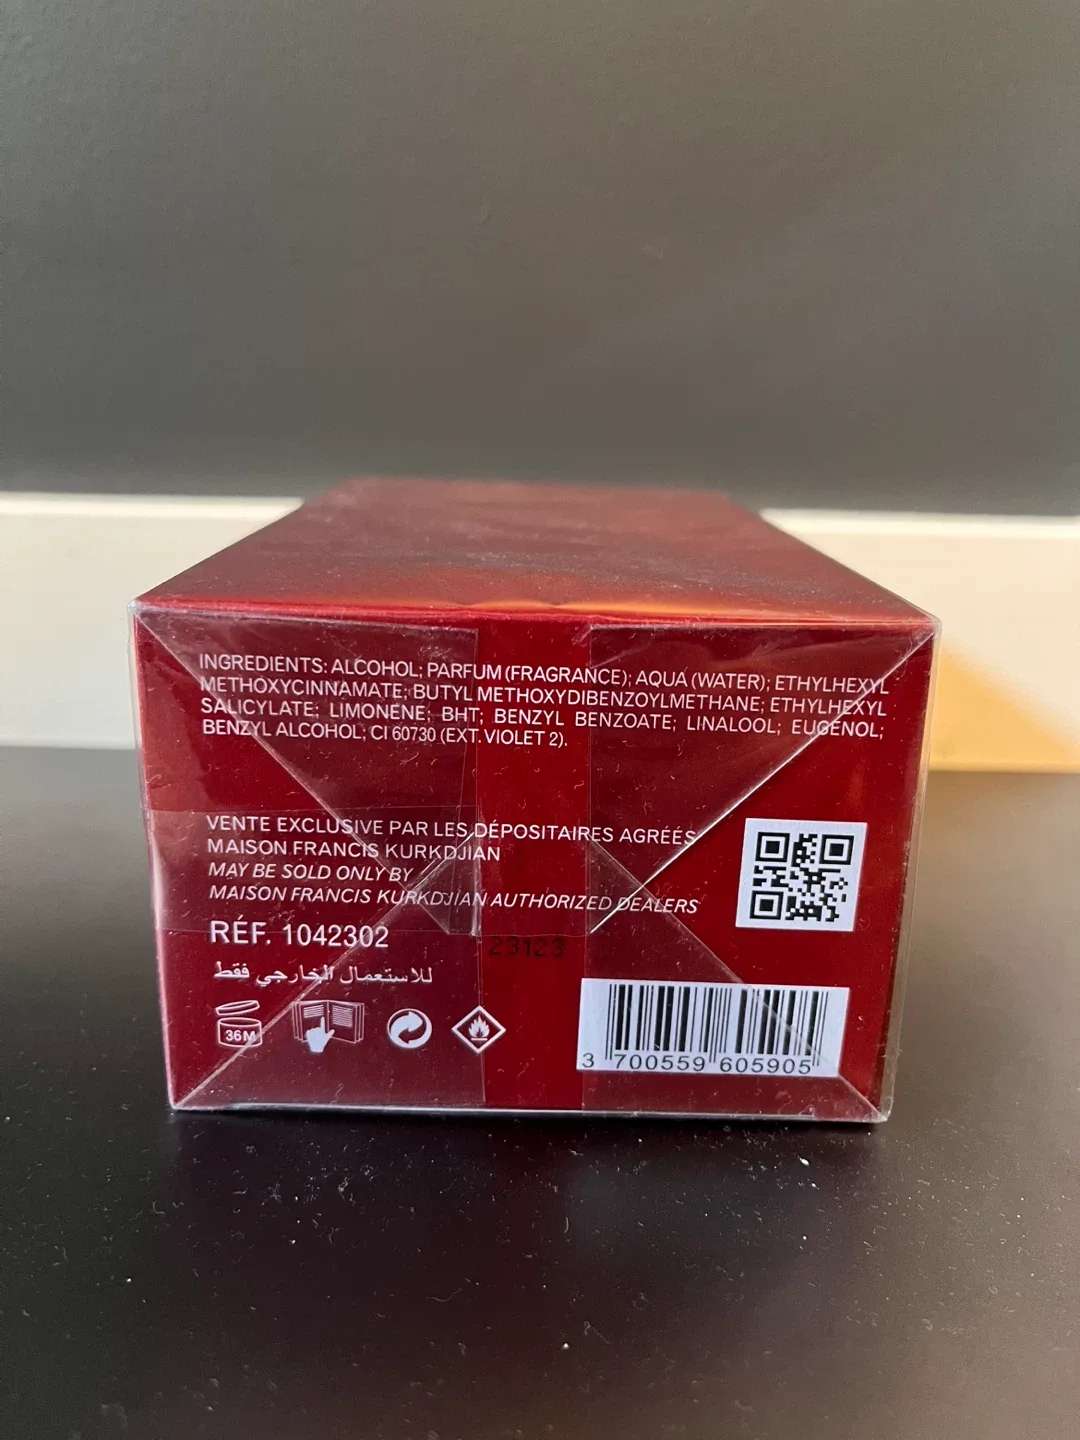 INGREDIENTS: ALCOHOL; PARFUM (FRAGRANCE); AQUA (WATER); ETHYLHEXYL
METHOXYCINNAMATE; BUTYL METHOXYDIBENZOYLMETHANE; ETHYLHEXYL
SALICYLATE; LIMONENE; BHT; BENZYL BENZOATE; LINALOOL; EUGENOL;
BENZYL ALCOHOL; CI 60730 (EXT. VIOLET 2).
VENTE EXCLUSIVE PAR LES DÉPOSITAIRES AGRÉÉS
MAISON FRANCIS KURKDJIAN
MAY BE SOLD ONLY BY
MAISON FRANCIS KURKDJIAN AUTHORIZED DEALERS
RÉF. 1042302
23123
للاستعمال الخارجي فقط
36M
3 700559 605905